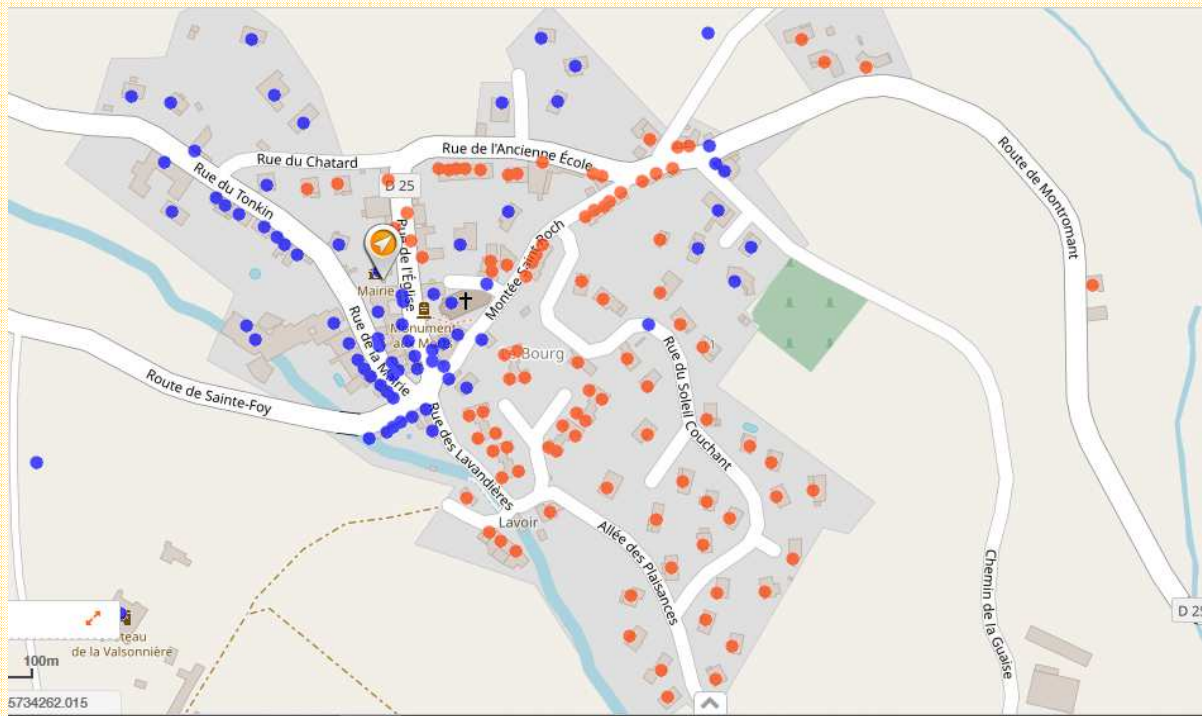 Route de Montromant
Rue de l'Ancienne École
Rue du Chatard
Rue du Tonkin
D 25
Rue de l'Église
Montée Saint-Roch
Mairie
Monument
aux Morts
Rue de la Mairie
Bourg
Rue du Soleil Couchant
Route de Sainte-Foy
Rue des Lavandières
Lavoir
Allée des Plaisances
Chemin de la Guaise
D 25
de la Valsonnière
100m
5734262.015